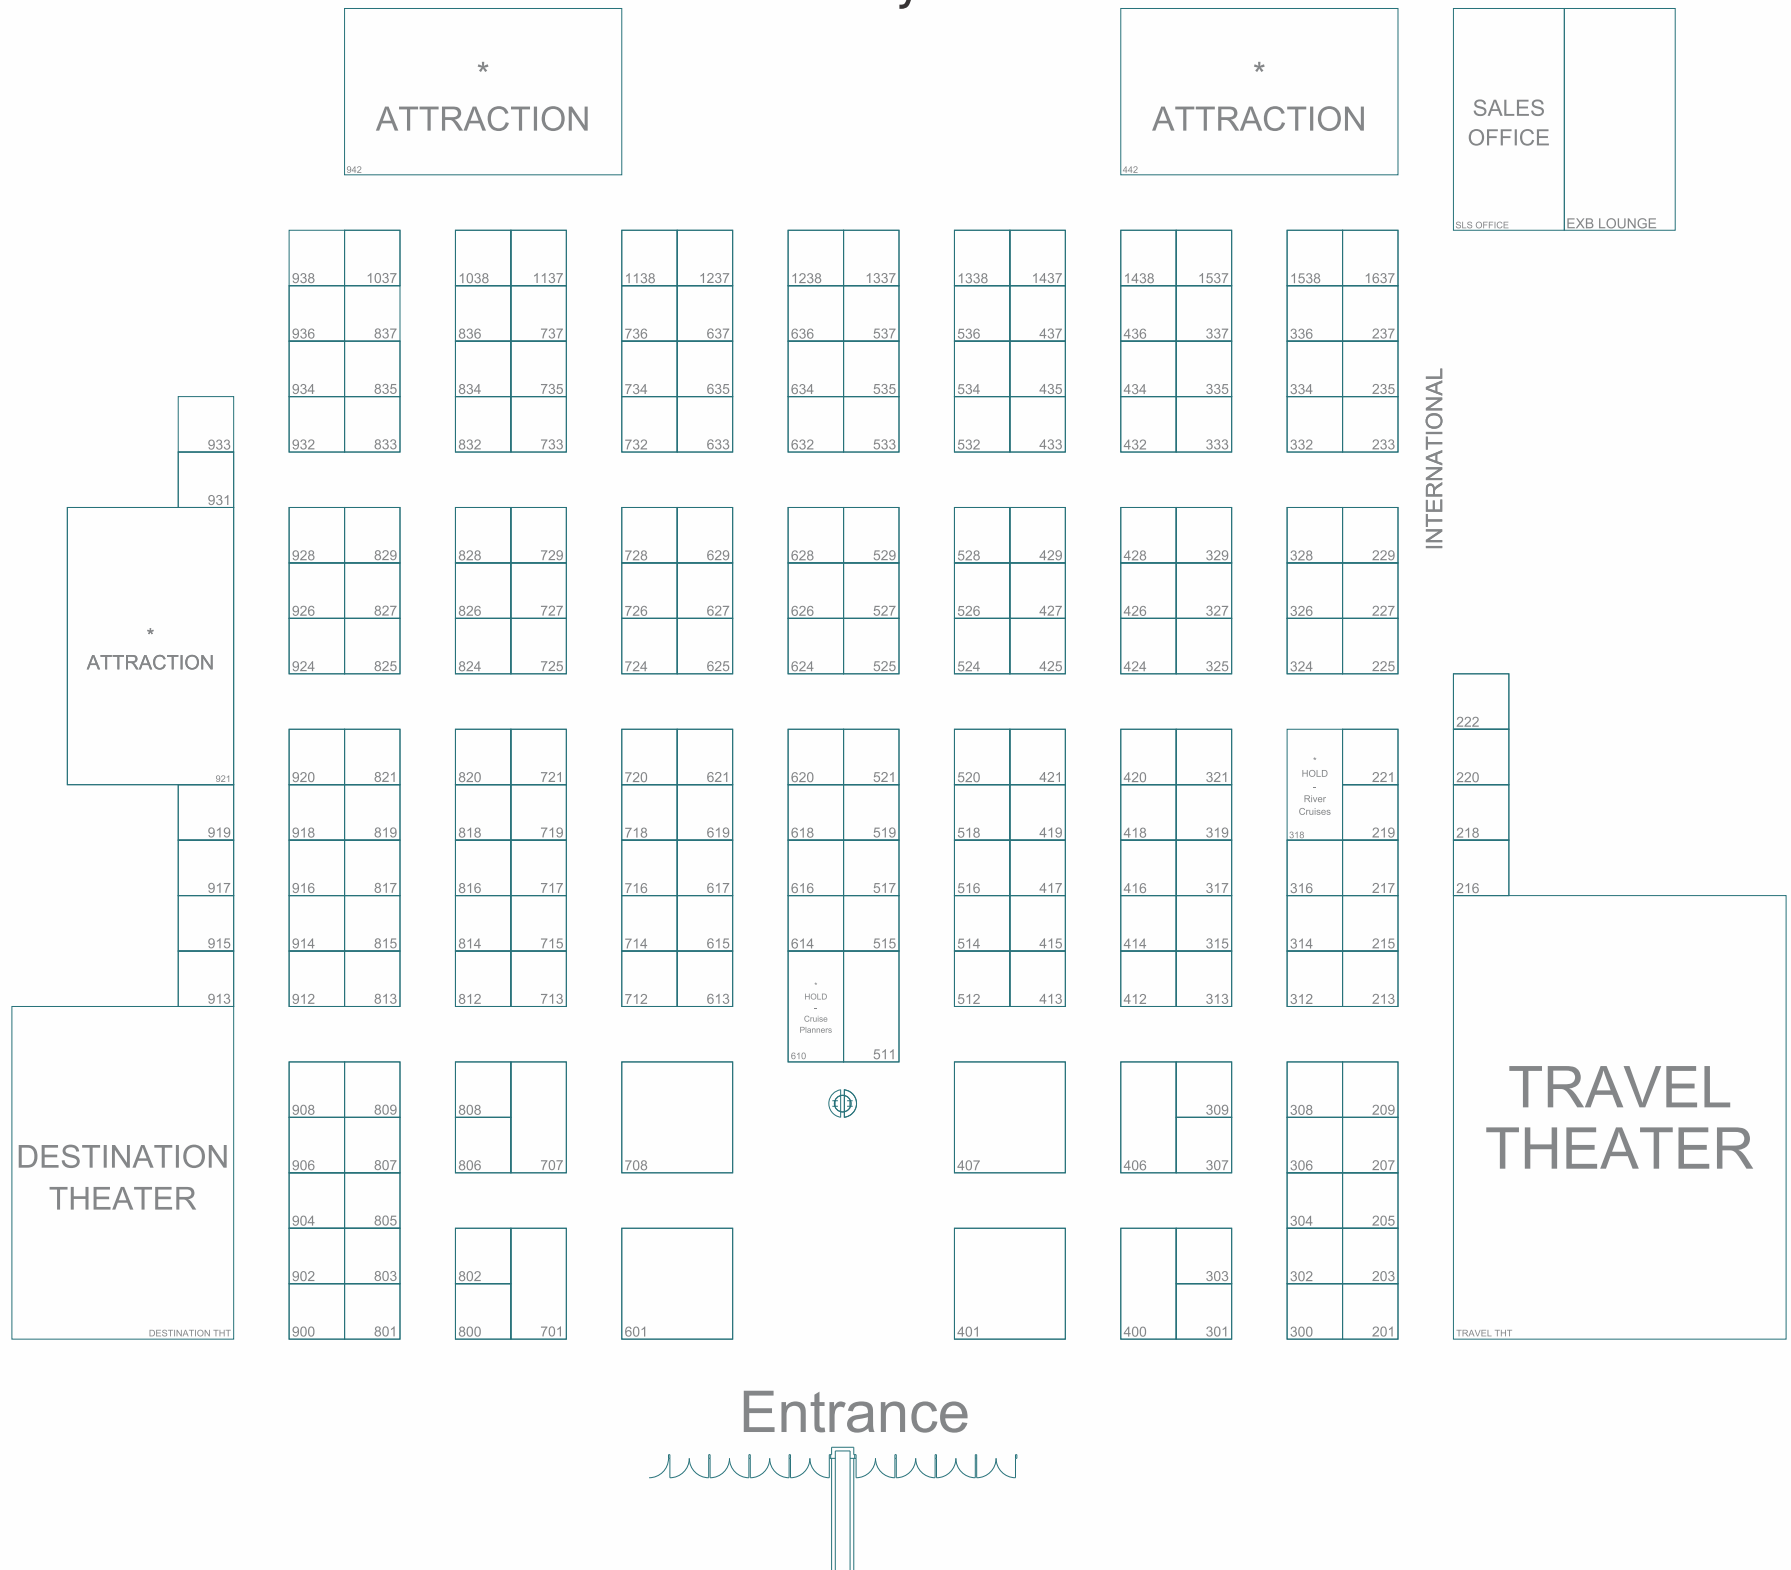 *
ATTRACTION
942
*
ATTRACTION
442
SALES
OFFICE
SLS OFFICE
EXB LOUNGE
938 1037 1038 1137 1138 1237 1238 1337 1338 1437 1438 1537 1538 1637
936 837 836 737 736 637 636 537 536 437 436 337 336 237
934 835 834 735 734 635 634 535 534 435 434 335 334 235
933 932 833 832 733 732 633 632 533 532 433 432 333 332 233
INTERNATIONAL
931
928 829 828 729 728 629 628 529 528 429 428 329 328 229
926 827 826 727 726 627 626 527 526 427 426 327 326 227
*
ATTRACTION
921
924 825 824 725 724 625 624 525 524 425 424 325 324 225
222
*
HOLD
-
River
Cruises
318
920 821 820 721 720 621 620 521 520 421 420 321 221 220
919 918 819 818 719 718 619 618 519 518 419 418 319 219 218
917 916 817 816 717 716 617 616 517 516 417 416 317 316 217 216
915 914 815 814 715 714 615 614 515 514 415 414 315 314 215
913 912 813 812 713 712 613 512 413 412 313 312 213
*
HOLD
-
Cruise
Planners
610 511
908 809 808 309 308 209
906 807 806 707 708 407 406 307 306 207
DESTINATION
THEATER
DESTINATION THT
TRAVEL
THEATER
TRAVEL THT
904 805 304 205
902 803 802 303 302 203
900 801 800 701 601 401 400 301 300 201
Entrance